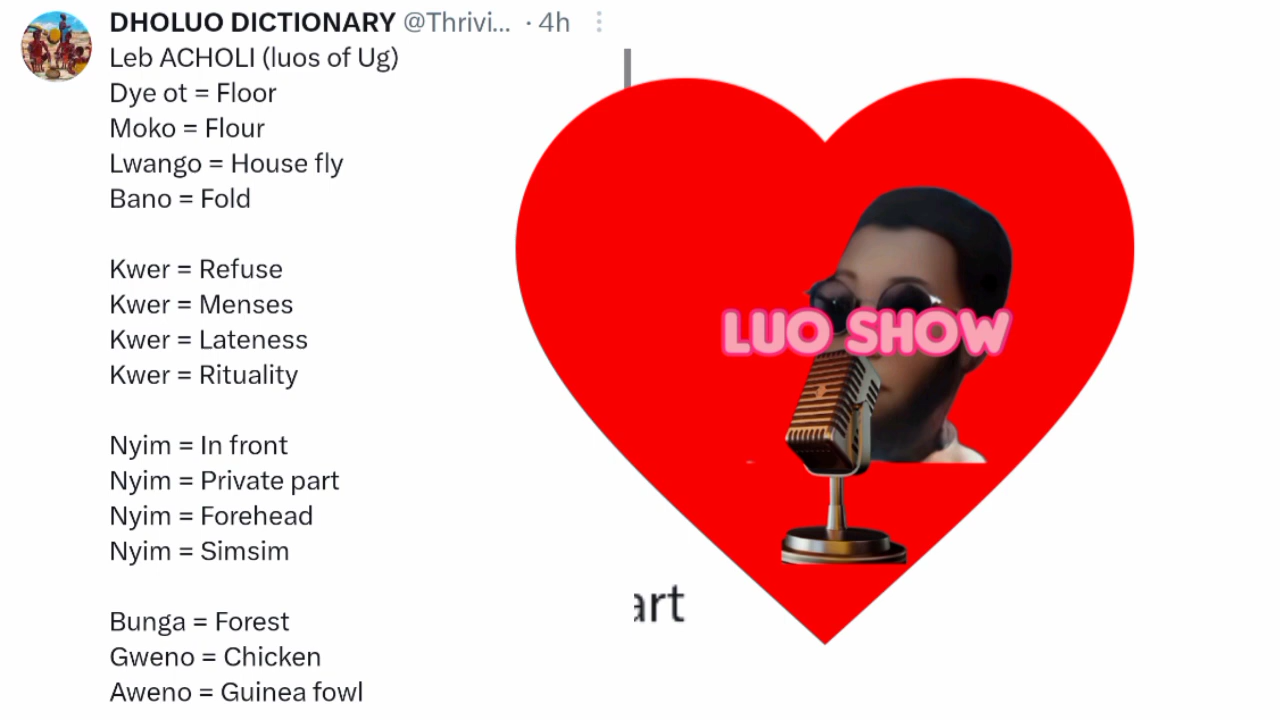 DHOLUO DICTIONARY @Thrivi... · 4h
Leb ACHOLI (luos of Ug)
Dye ot = Floor
Moko = Flour
Lwango = House fly
Bano = Fold
Kwer = Refuse
Kwer = Menses
Kwer = Lateness
Kwer = Rituality
Nyim = In front
Nyim = Private part
Nyim = Forehead
Nyim = Simsim
Bunga = Forest
Gweno = Chicken
Aweno = Guinea fowl
LUO SHOW